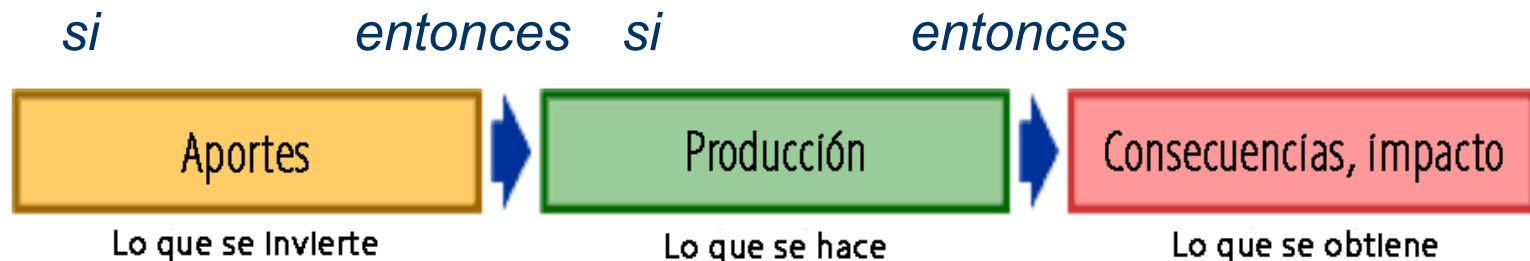 si entonces si entonces
Aportes Producción Consecuencias, impacto
Lo que se invierte Lo que se hace Lo que se obtiene